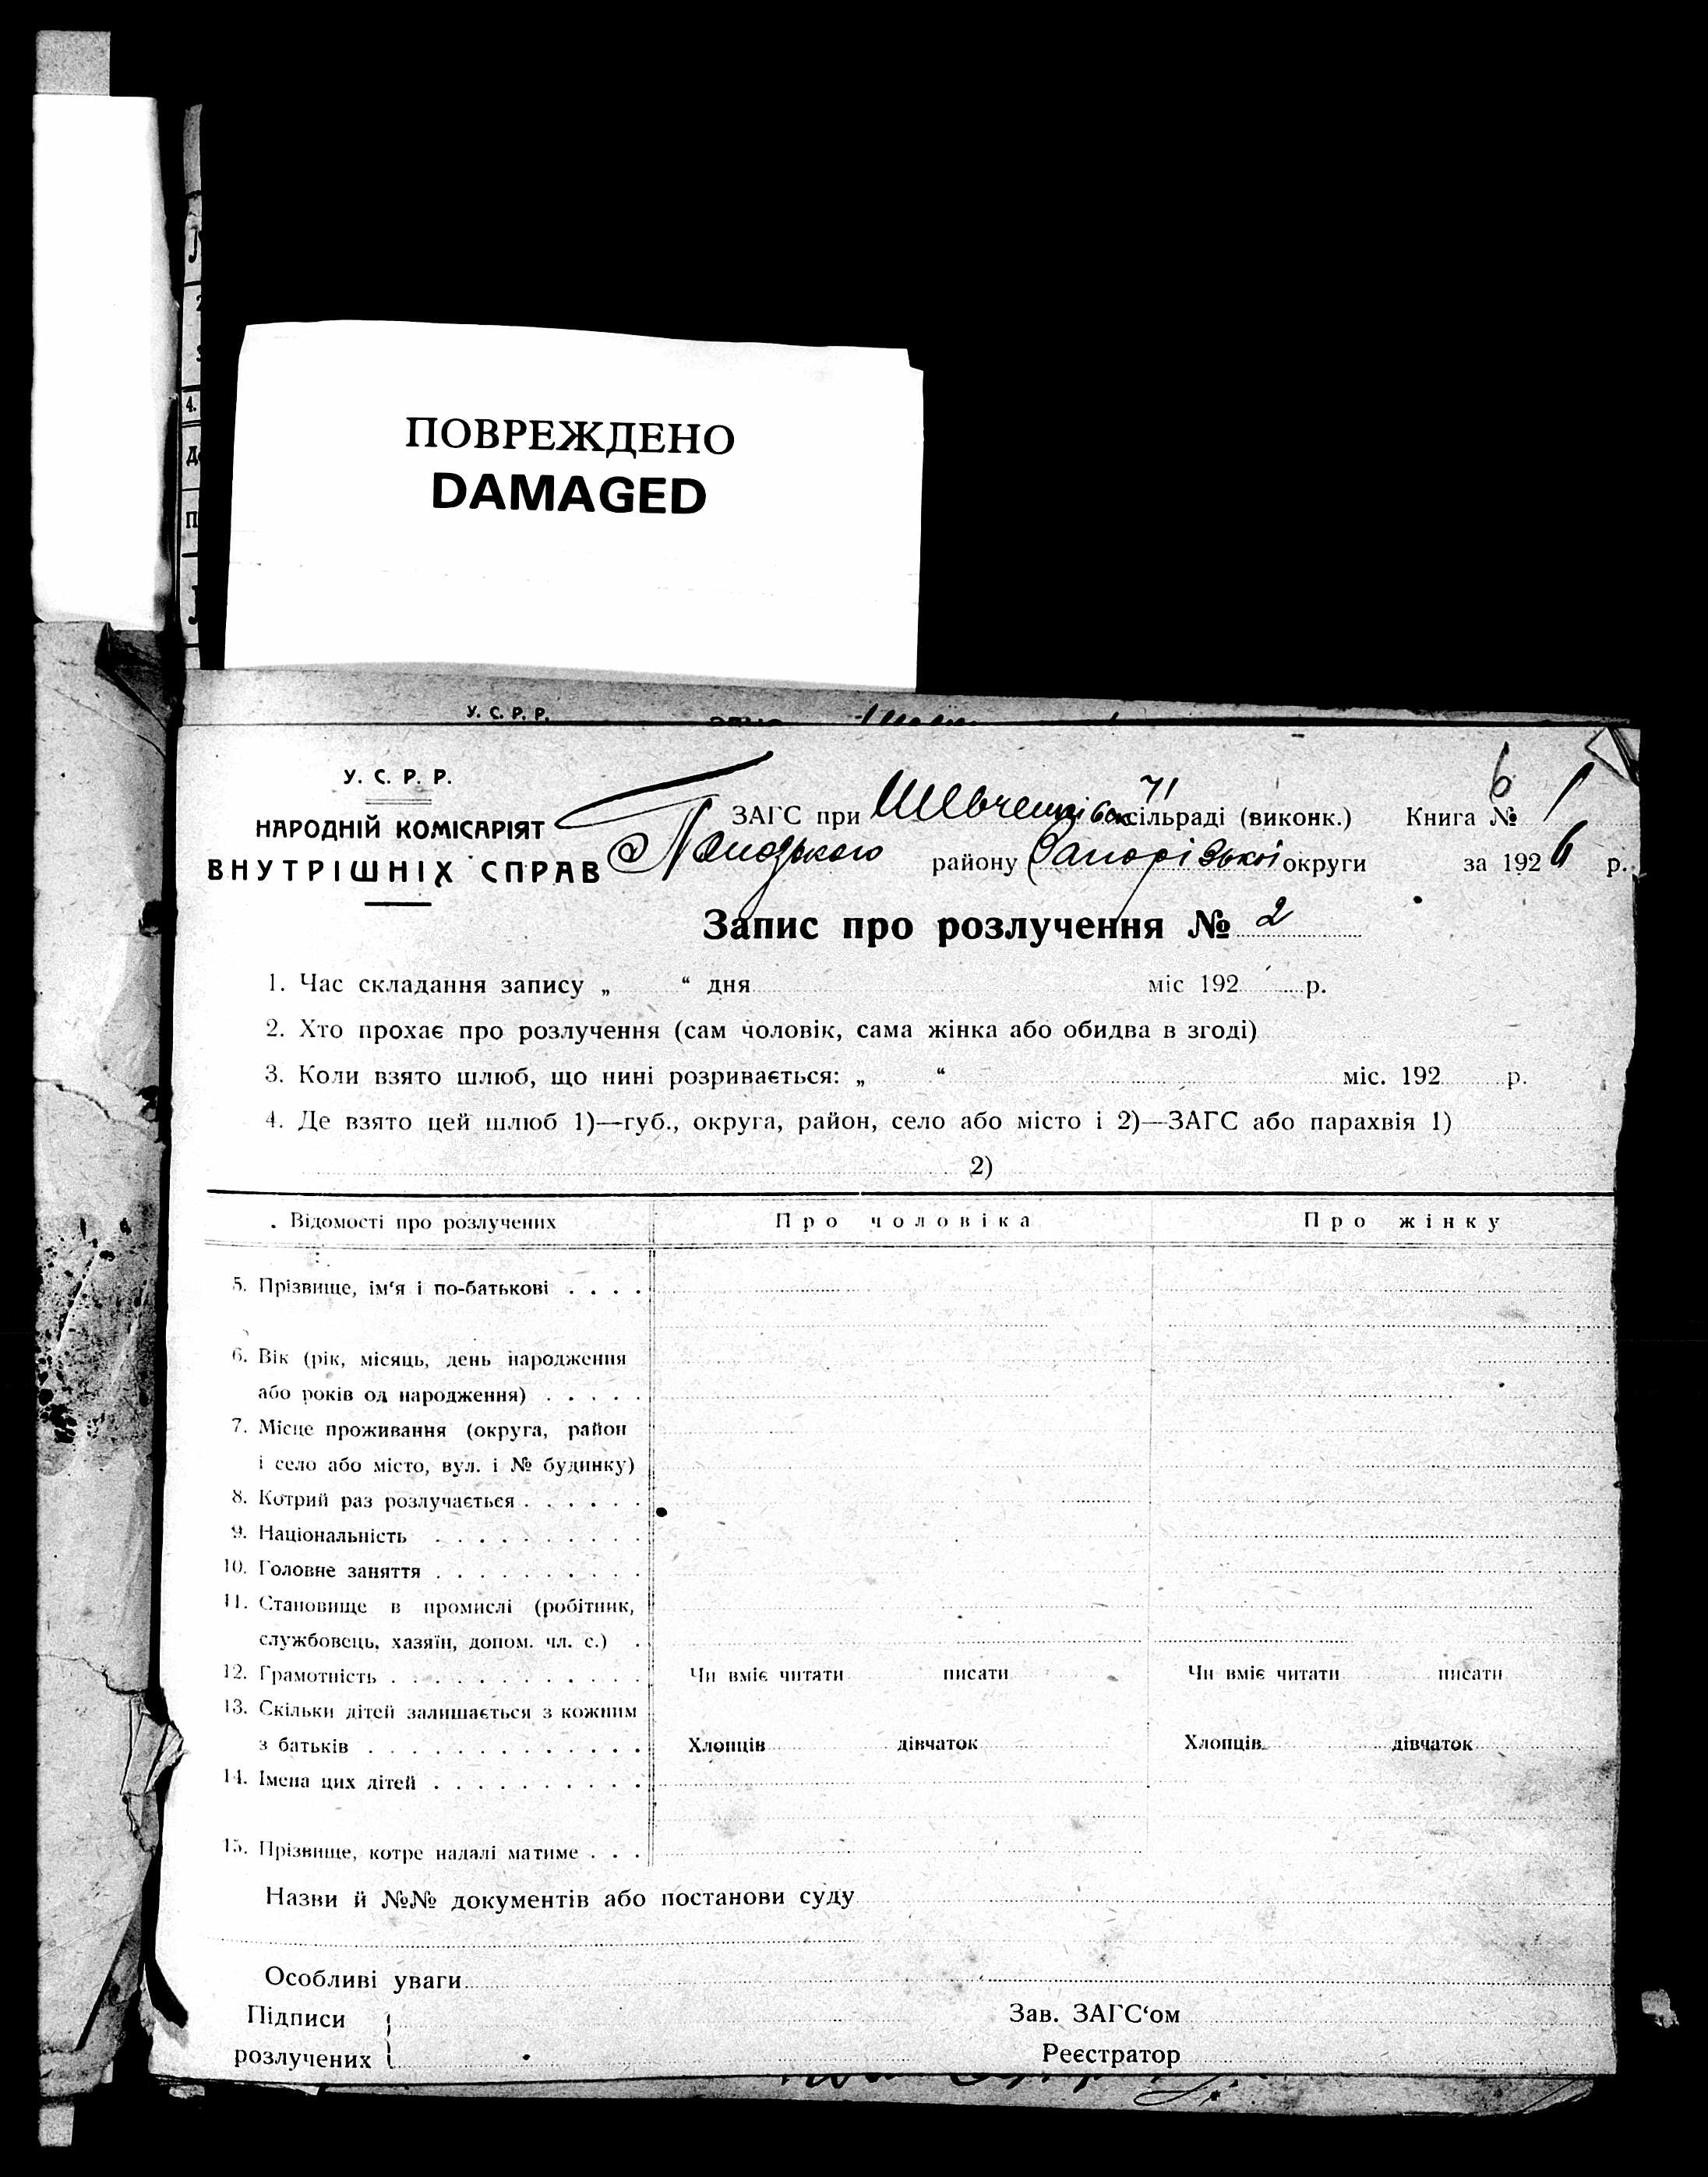 ПОВРЕЖДЕНО
DAMAGED
У. С. Р. Р.
У. С. Р. Р.
НАРОДНІЙ КОМІСАРІЯТ
ВНУТРІШНІХ СПРАВ
71
6
ЗАГС при Шевченківськ сільраді (виконк.) Книга № 1
району Запорізької округи за 1926 р.
Запис про розлучення № 2
1. Час складання запису „ “ дня міс 192 р.
2. Хто прохає про розлучення (сам чоловік, сама жінка або обидва в згоді)
3. Коли взято шлюб, що нині розривається: „ “ міс. 192 р.
4. Де взято цей шлюб 1)—губ., округа, район, село або місто і 2)—ЗАГС або парахвія 1)
2)
Відомості про розлучених Про чоловіка Про жінку
5. Прізвище, ім‘я і по-батькові . . . .
6. Вік (рік, місяць, день народження
або років од народження) . . . . .
7. Місце проживання (округа, район
і село або місто, вул. і № будинку)
8. Котрий раз розлучається . . . . . .
9. Національність . . . . . . . . . .
10. Головне заняття . . . . . . . . . .
11. Становище в промислі (робітник,
службовець, хазяїн, допом. чл. с.) .
12. Грамотність . . . . . . . . . . . . Чи вміє читати писати Чи вміє читати писати
13. Скільки дітей залишається з кожним
з батьків . . . . . . . . . . . . . Хлопців дівчаток Хлопців дівчаток
14. Імена цих дітей . . . . . . . . . .
15. Прізвище, котре надалі матиме . . .
Назви й №№ документів або постанови суду
Особливі уваги
Підписи Зав. ЗАГС‘ом
розлучених Реєстратор